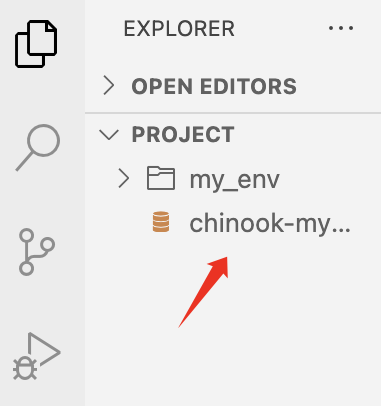 EXPLORER
OPEN EDITORS
PROJECT
my_env
chinook-my...